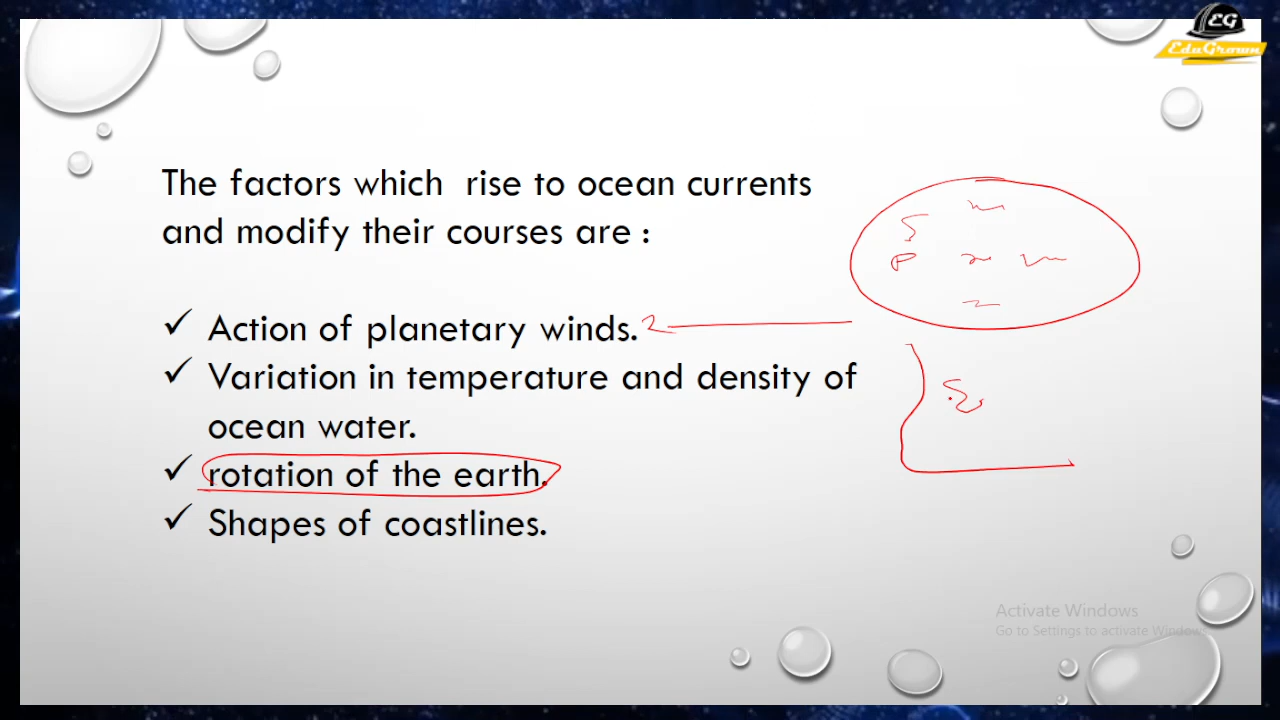 EG
EduGrown
The factors which rise to ocean currents
and modify their courses are :
✓ Action of planetary winds.
✓ Variation in temperature and density of
ocean water.
✓ rotation of the earth.
✓ Shapes of coastlines.
Activate Windows
Go to Settings to activate Windows.